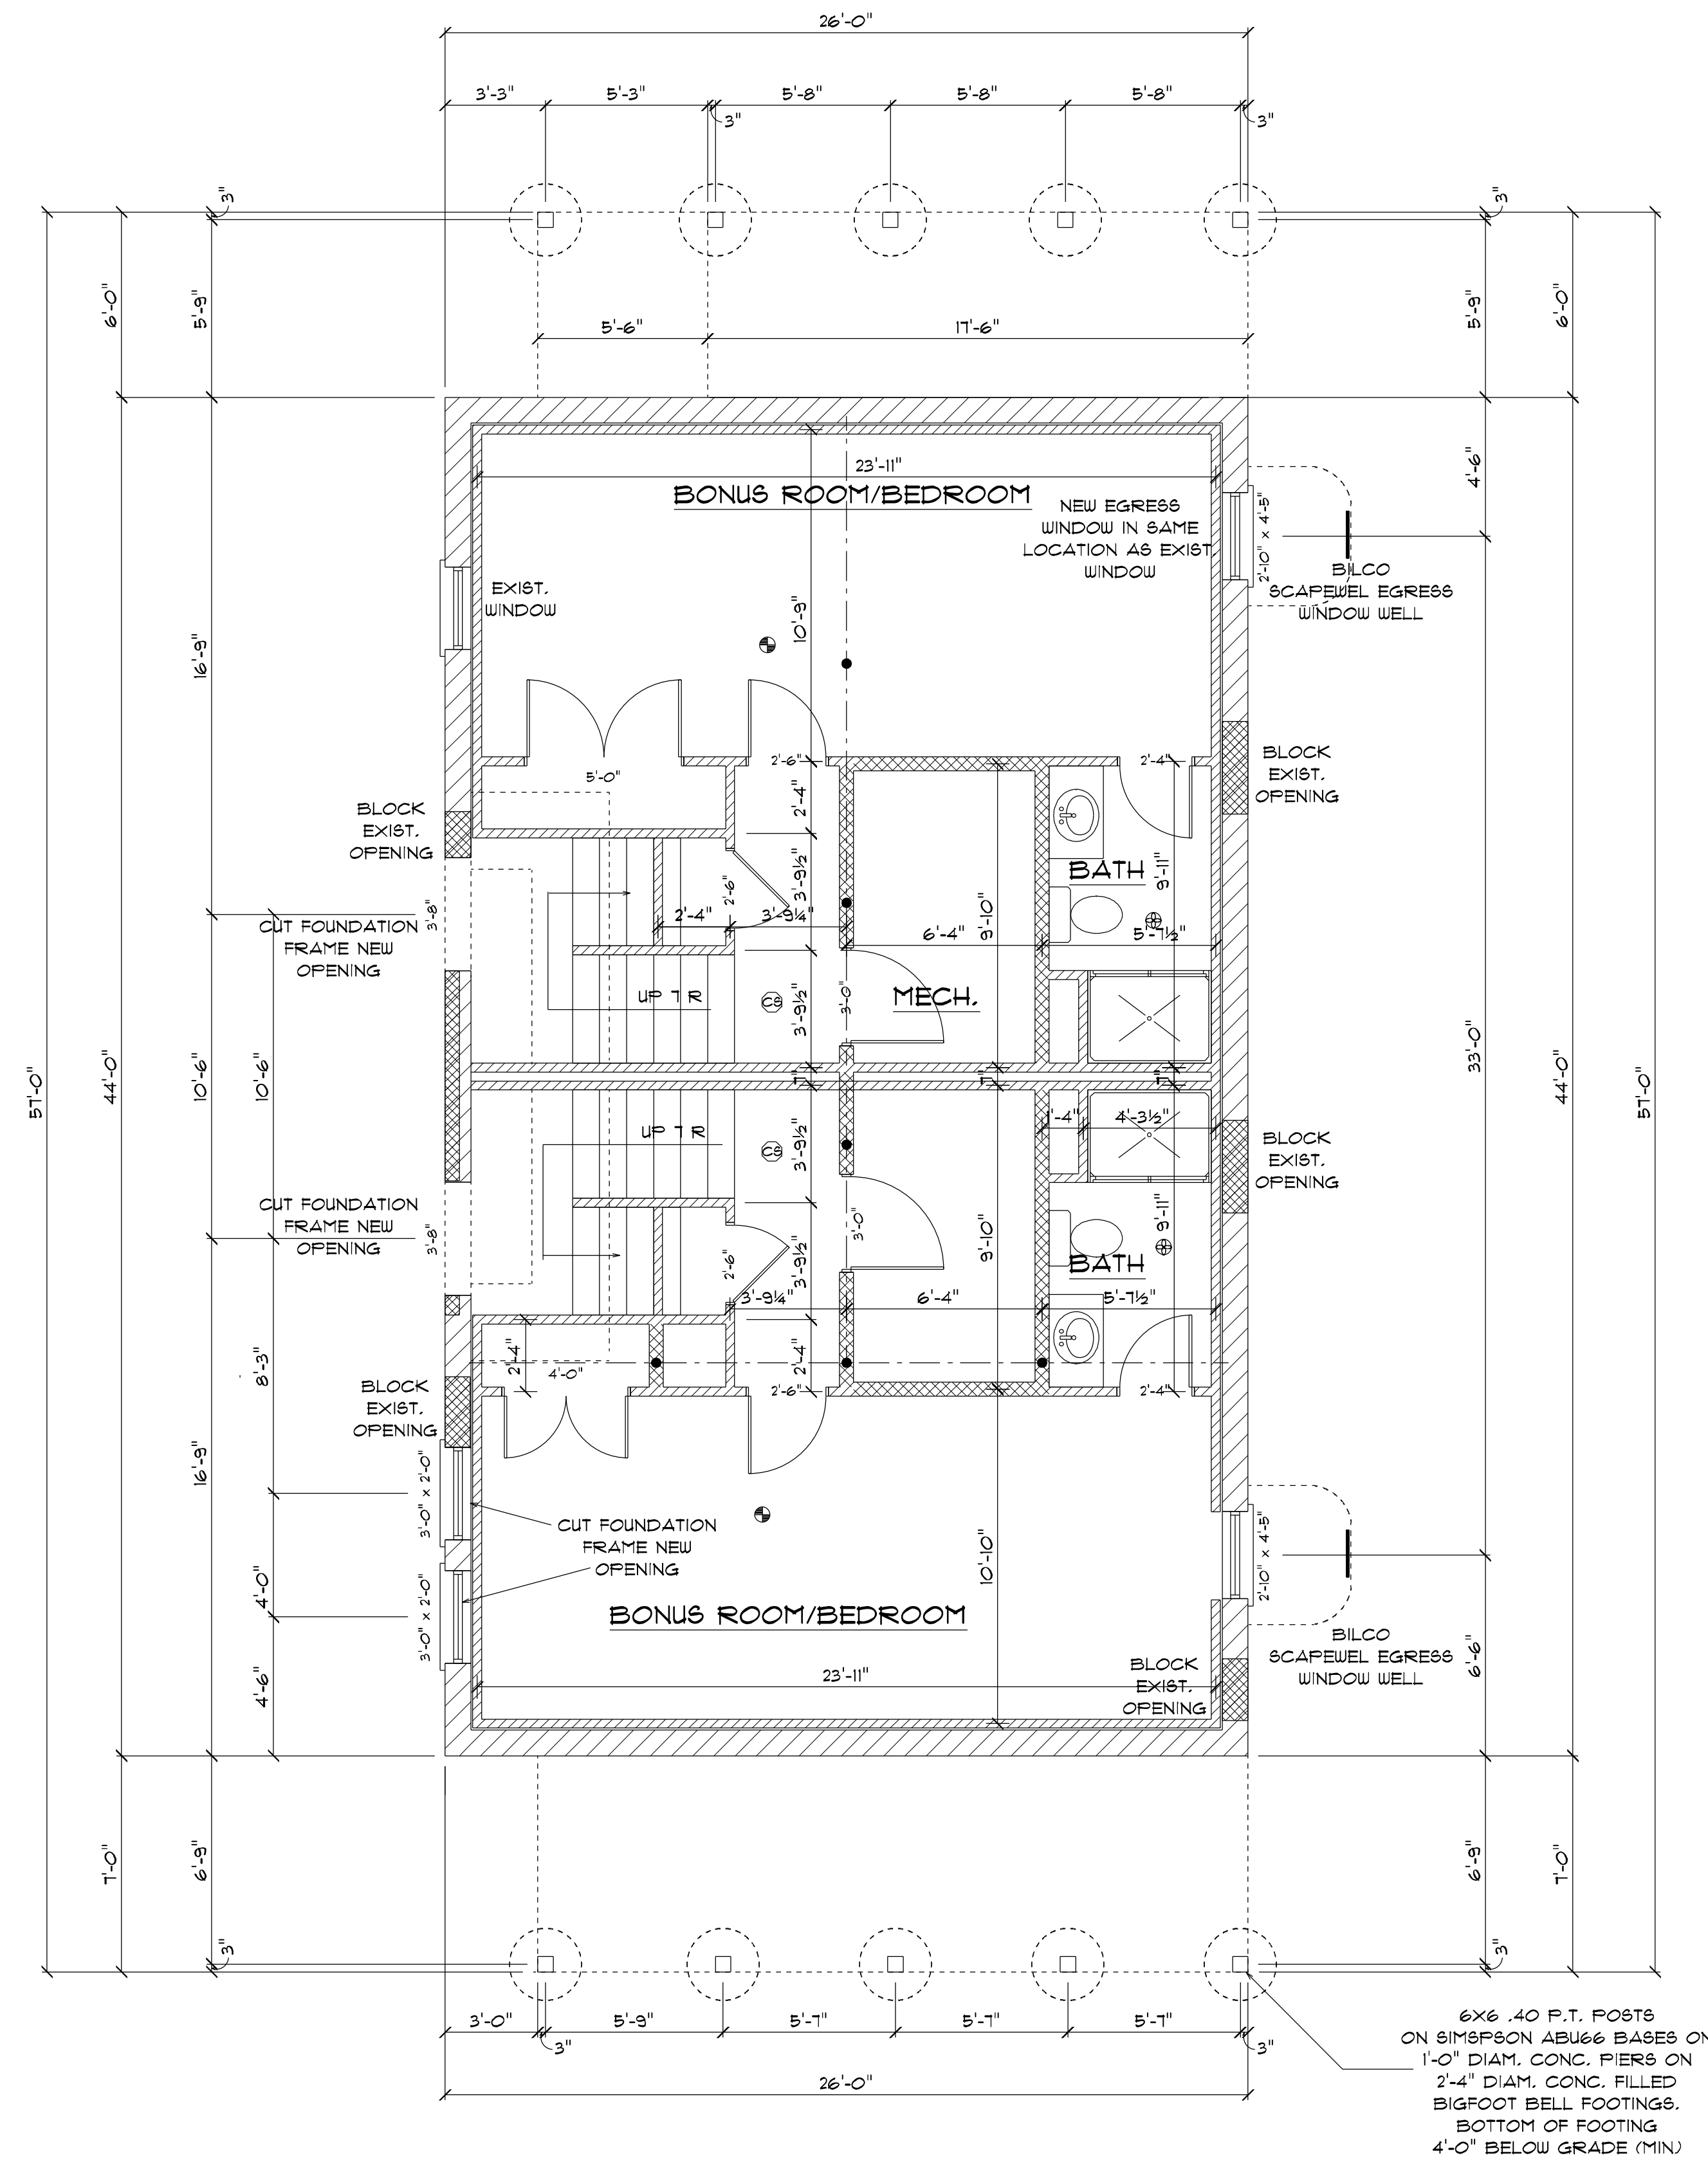 26'-0"
3'-3"
5'-3"
5'-8"
5'-8"
5'-8"
3"
3"
3"
3"
6'-0"
5'-9"
5'-9"
6'-0"
5'-6"
17'-6"
23'-11"
BONUS ROOM/BEDROOM
4'-6"
NEW EGRESS
WINDOW IN SAME
LOCATION AS EXIST
WINDOW
2'-10" x 4'-5"
BILCO
SCAPEWEL EGRESS
WINDOW WELL
EXIST.
WINDOW
10'-9"
16'-9"
5'-0"
2'-6"
2'-4"
2'-4"
BLOCK
EXIST.
OPENING
BLOCK
EXIST.
OPENING
3'-9½"
2'-6"
BATH
9'-11"
CUT FOUNDATION
FRAME NEW
OPENING
3'-8"
2'-4"
3'-9¼"
6'-4"
9'-10"
5'-7½"
UP 7 R
CS
3'-9½"
3'-0"
MECH.
57'-0"
44'-0"
10'-6"
10'-6"
33'-0"
44'-0"
57'-0"
7"
7"
7"
UP 7 R
CS
3'-9½"
1'-4"
4'-3½"
BLOCK
EXIST.
OPENING
CUT FOUNDATION
FRAME NEW
OPENING
3'-8"
2'-6"
3'-9½"
3'-0"
9'-10"
9'-11"
BATH
3'-9¼"
6'-4"
5'-7½"
8'-3"
2'-4"
4'-0"
2'-4"
2'-6"
2'-4"
BLOCK
EXIST.
OPENING
16'-9"
3'-0" x 2'-0"
CUT FOUNDATION
FRAME NEW
OPENING
10'-10"
2'-10" x 4'-5"
4'-0"
3'-0" x 2'-0"
BONUS ROOM/BEDROOM
BILCO
SCAPEWEL EGRESS
WINDOW WELL
4'-6"
23'-11"
BLOCK
EXIST.
OPENING
6'-6"
7'-0"
6'-9"
6'-9"
7'-0"
3"
3"
3'-0"
3"
5'-9"
5'-7"
5'-7"
5'-7"
3"
26'-0"
6X6 .40 P.T. POSTS
ON SIMSPSON ABU66 BASES ON
1'-0" DIAM. CONC. PIERS ON
2'-4" DIAM. CONC. FILLED
BIGFOOT BELL FOOTINGS.
BOTTOM OF FOOTING
4'-0" BELOW GRADE (MIN)